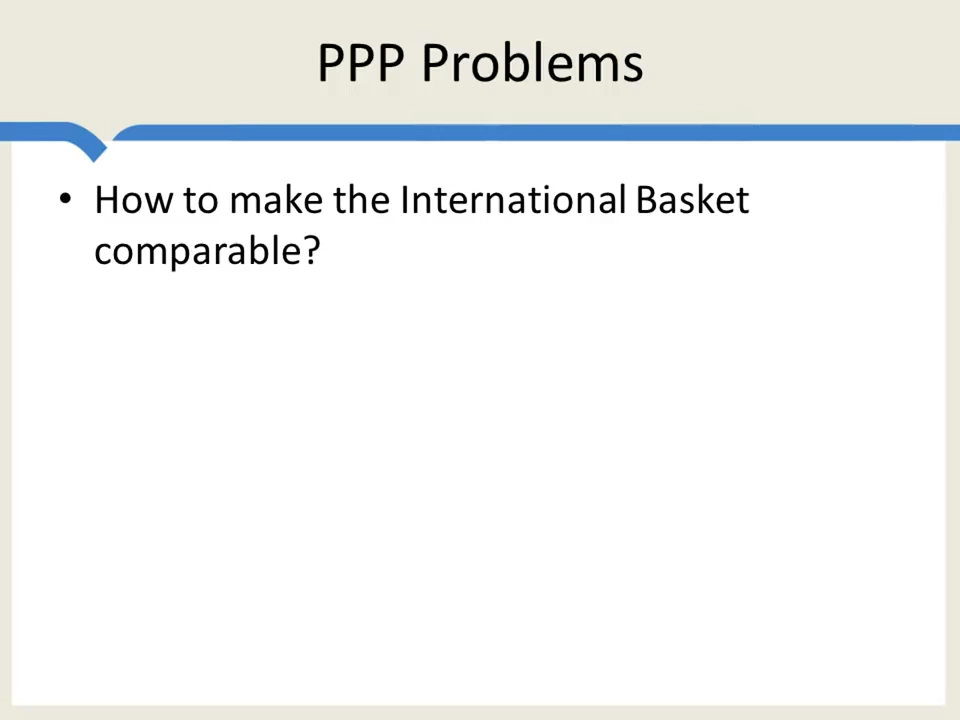 PPP Problems
• How to make the International Basket
comparable?